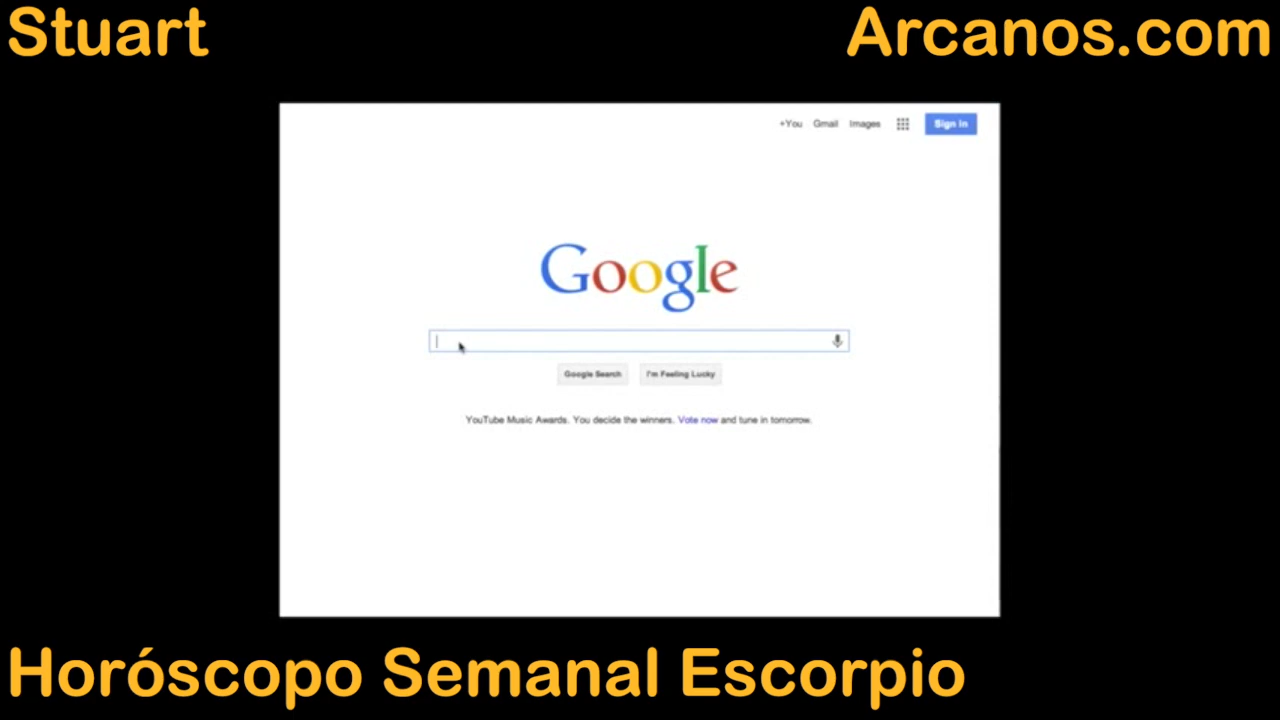 Stuart
Arcanos.com
+You Gmail Images Sign in
Google
Google Search I'm Feeling Lucky
YouTube Music Awards. You decide the winners. Vote now and tune in tomorrow.
Horóscopo Semanal Escorpio